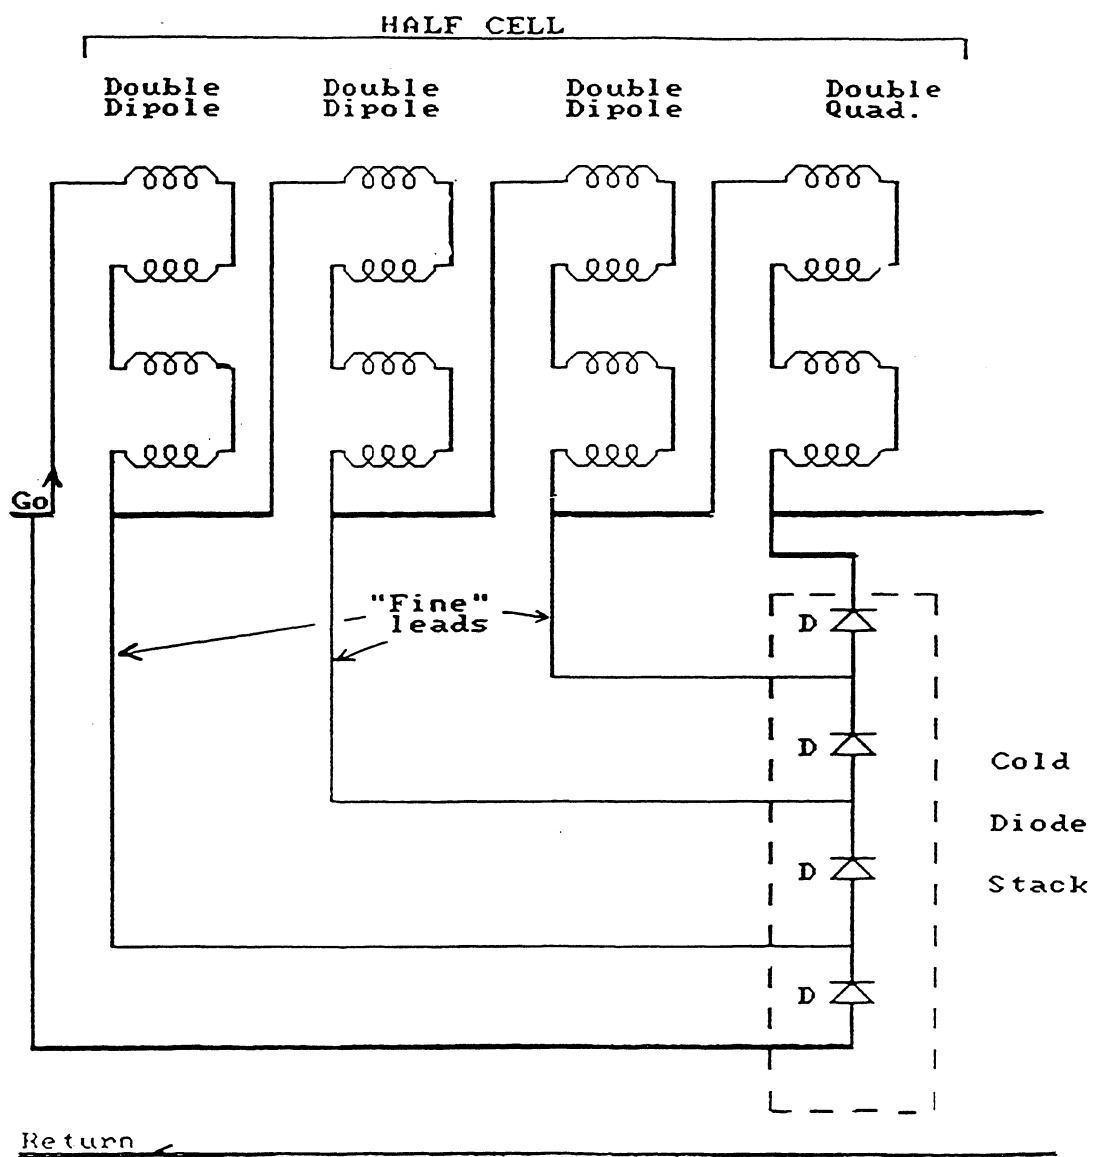 HALF CELL
Double
Dipole
Double
Dipole
Double
Dipole
Double
Quad.
Go
"Fine"
leads
D
D
D
D
Cold
Diode
Stack
Return